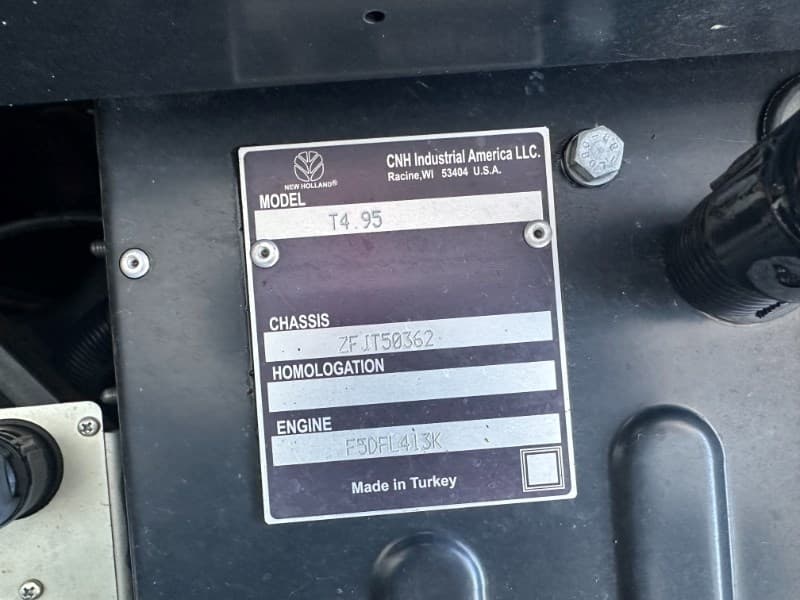 NEW HOLLAND®
CNH Industrial America LLC.
Racine, WI 53404 U.S.A.
MODEL
T4.95
CHASSIS
ZFJT50362
HOMOLOGATION
ENGINE
F5DFL413K
Made in Turkey